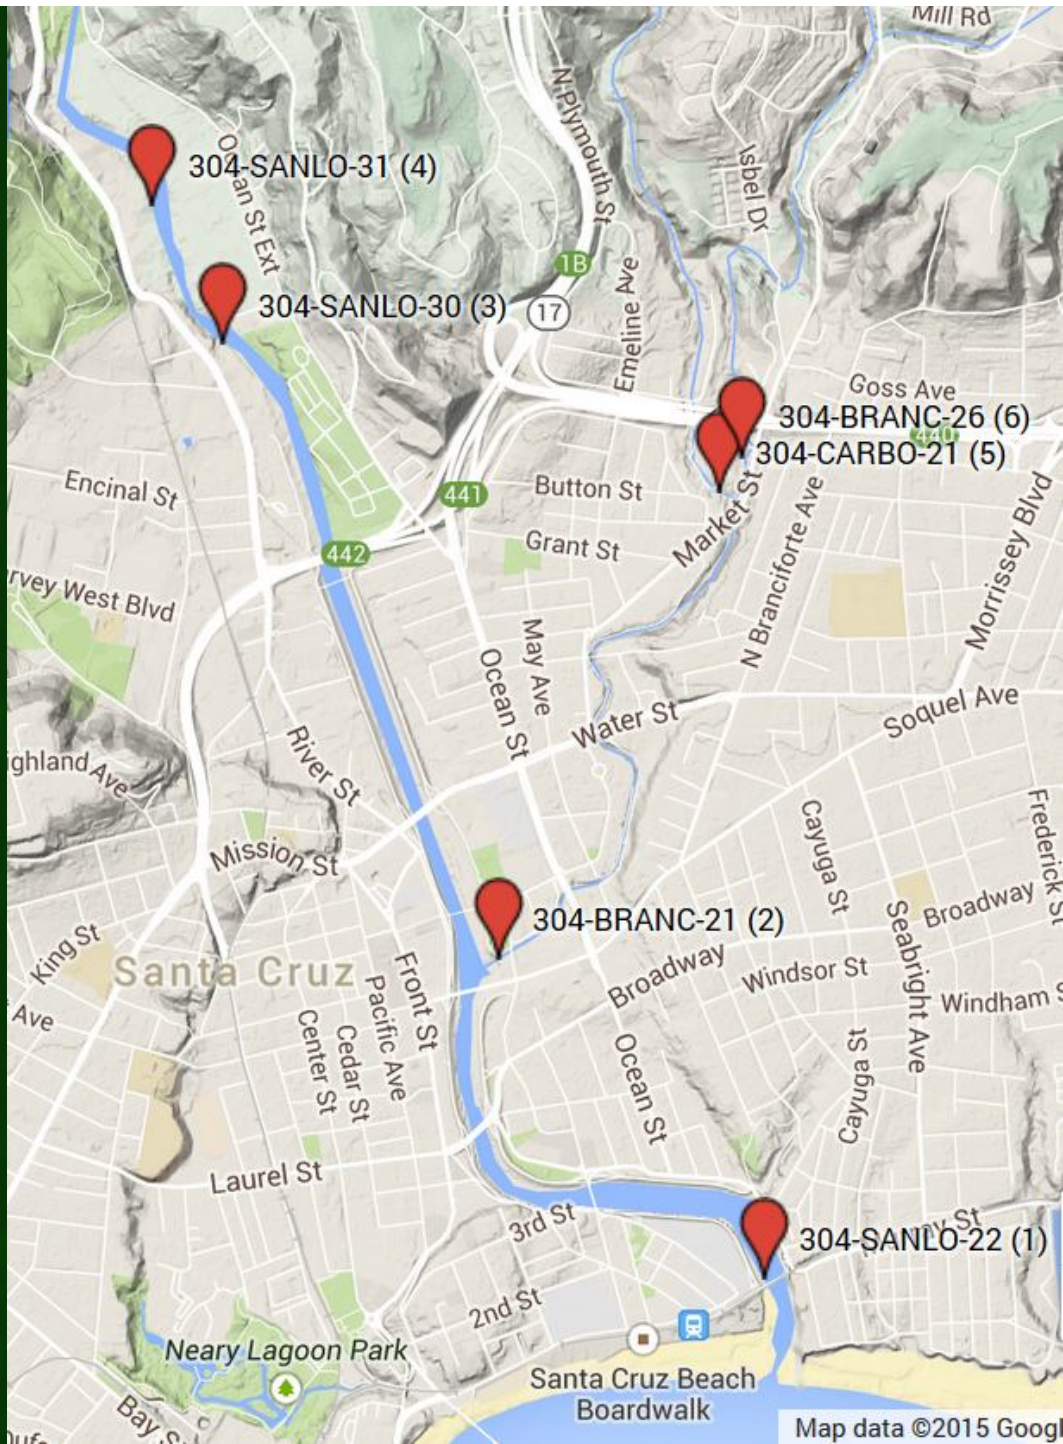 Mill Rd
N Plymouth St
Isbel Dr
304-SANLO-31 (4)
Ocean St Ext
1B
Emeline Ave
304-SANLO-30 (3)
17
Goss Ave
304-BRANC-26 (6)
440
304-CARBO-21 (5)
Encinal St
441
Button St
Market St
N Branciforte Ave
Morrissey Blvd
442
Grant St
rvey West Blvd
May Ave
Ocean St
Water St
Soquel Ave
River St
ighland Ave
Mission St
Cayuga St
Frederick St
304-BRANC-21 (2)
Broadway
Seabright Ave
King St
Santa Cruz
Front St
Pacific Ave
Cedar St
Center St
Broadway
Windsor St
Windham
Ave
Ocean St
Cayuga St
Laurel St
3rd St
304-SANLO-22 (1)
St
2nd St
Neary Lagoon Park
Santa Cruz Beach
Boardwalk
Bay
Map data ©2015 Googl